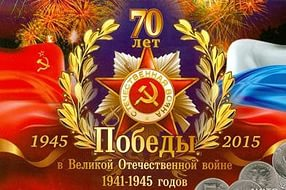 70
лет
ОТЕЧЕСТВЕННАЯ ВОЙНА
1945 Победы 2015
в Великой Отечественной войне
1941-1945 годов